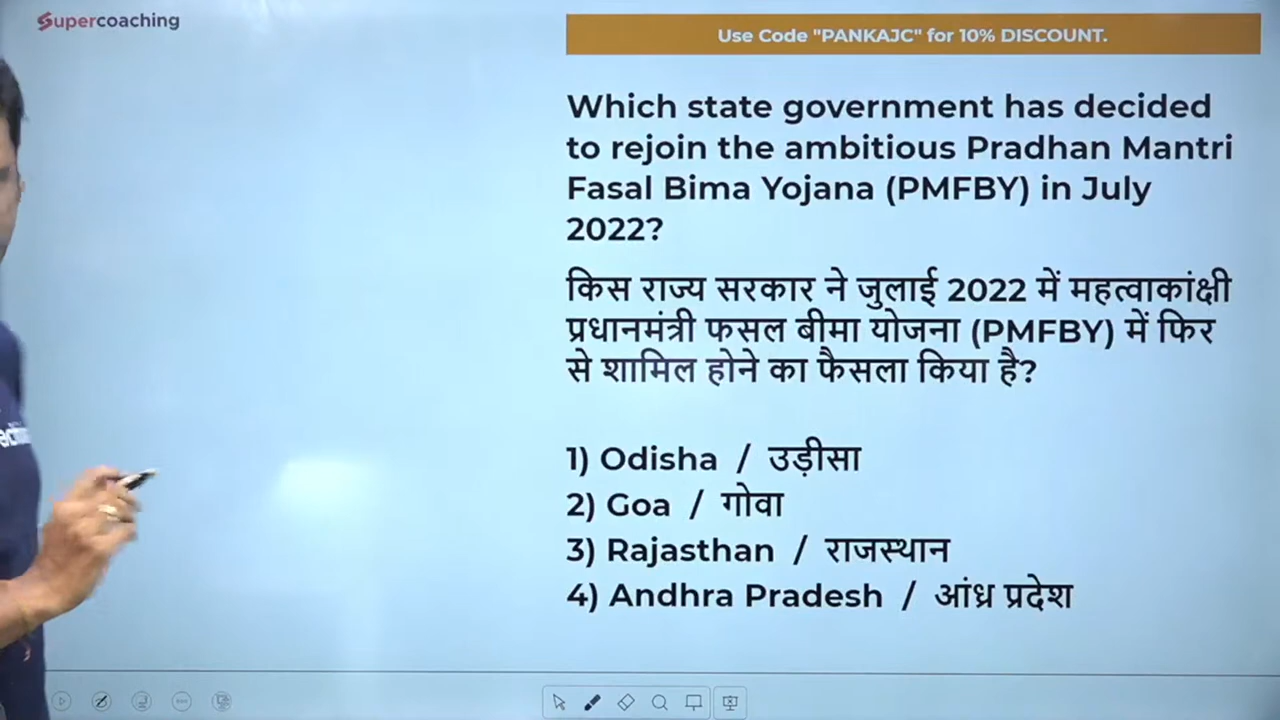 Supercoaching
Use Code "PANKAJC" for 10% DISCOUNT.
Which state government has decided
to rejoin the ambitious Pradhan Mantri
Fasal Bima Yojana (PMFBY) in July
2022?
किस राज्य सरकार ने जुलाई 2022 में महत्वाकांक्षी
प्रधानमंत्री फसल बीमा योजना (PMFBY) में फिर
से शामिल होने का फैसला किया है?
1) Odisha / उड़ीसा
2) Goa / गोवा
3) Rajasthan / राजस्थान
4) Andhra Pradesh / आंध्र प्रदेश